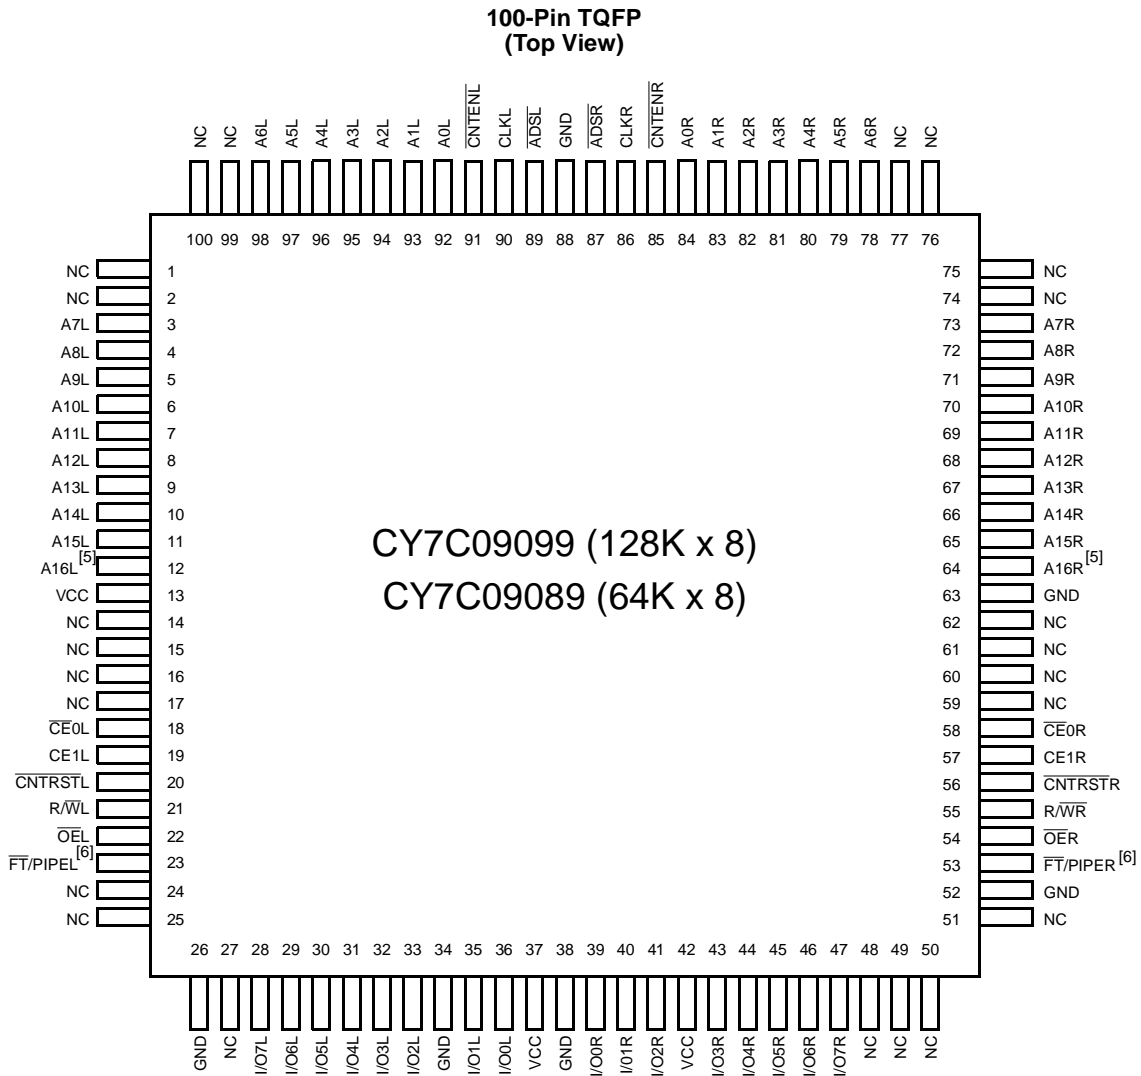 100-Pin TQFP
(Top View)
NC NC A6L A5L A4L A3L A2L A1L A0L CNTENL CLKL ADSL GND ADSR CLKR CNTENR A0R A1R A2R A3R A4R A5R A6R NC NC
100 99 98 97 96 95 94 93 92 91 90 89 88 87 86 85 84 83 82 81 80 79 78 77 76
NC 1 75 NC
NC 2 74 NC
A7L 3 73 A7R
A8L 4 72 A8R
A9L 5 71 A9R
A10L 6 70 A10R
A11L 7 69 A11R
A12L 8 68 A12R
A13L 9 67 A13R
A14L 10 66 A14R
A15L 11 65 A15R
A16L[5] 12 64 A16R[5]
VCC 13 63 GND
NC 14 62 NC
NC 15 61 NC
NC 16 60 NC
NC 17 59 NC
CE0L 18 58 CE0R
CE1L 19 57 CE1R
CNTRSTL 20 56 CNTRSTR
R/WL 21 55 R/WR
OEL 22 54 OER
FT/PIPEL[6] 23 53 FT/PIPER[6]
NC 24 52 GND
NC 25 51 NC
CY7C09099 (128K x 8)
CY7C09089 (64K x 8)
26 27 28 29 30 31 32 33 34 35 36 37 38 39 40 41 42 43 44 45 46 47 48 49 50
GND NC I/O7L I/O6L I/O5L I/O4L I/O3L I/O2L GND I/O1L I/O0L VCC GND I/O0R I/01R I/O2R VCC I/O3R I/O4R I/O5R I/O6R I/O7R NC NC NC